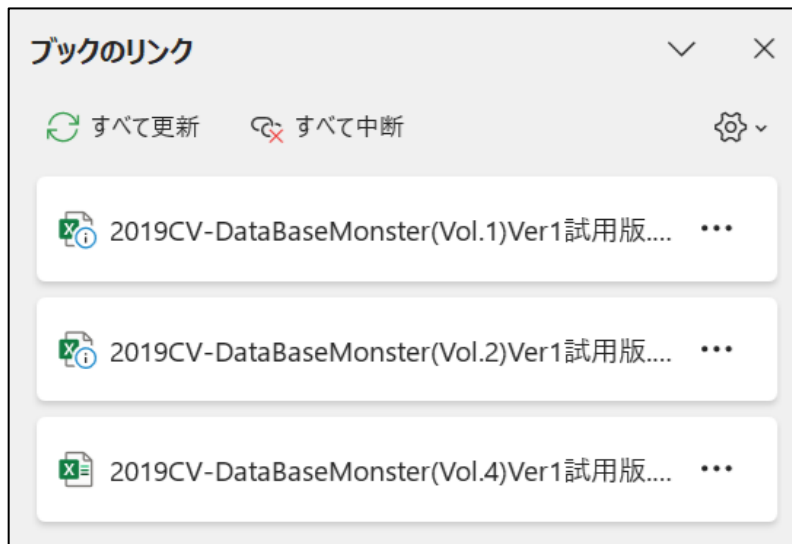 ブックのリンク
すべて更新 すべて中断
2019CV-DataBaseMonster(Vol.1)Ver1試用版....
2019CV-DataBaseMonster(Vol.2)Ver1試用版....
2019CV-DataBaseMonster(Vol.4)Ver1試用版....